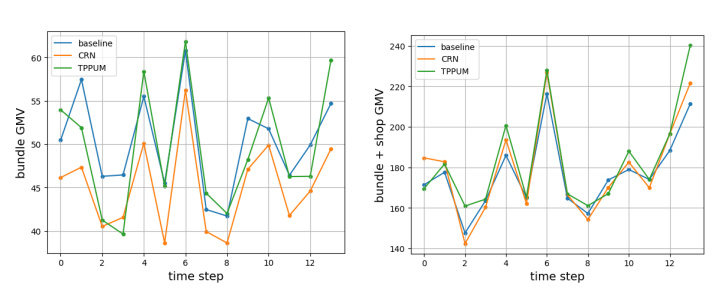 60
55
50
45
40
bundle GMV
baseline
CRN
TPPUM
0
2
4
6
8
10
12
time step
240
220
200
180
160
140
bundle + shop GMV
baseline
CRN
TPPUM
0
2
4
6
8
10
12
time step